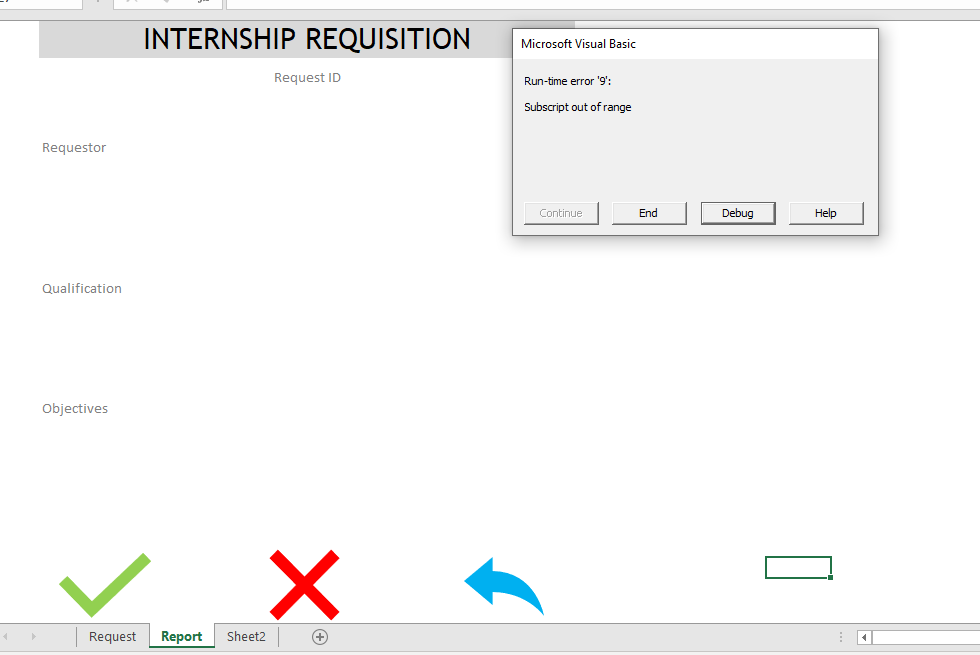 INTERNSHIP REQUISITION
Request ID
Requestor
Qualification
Objectives
Microsoft Visual Basic
Run-time error '9':
Subscript out of range
Continue End Debug Help
Request Report Sheet2